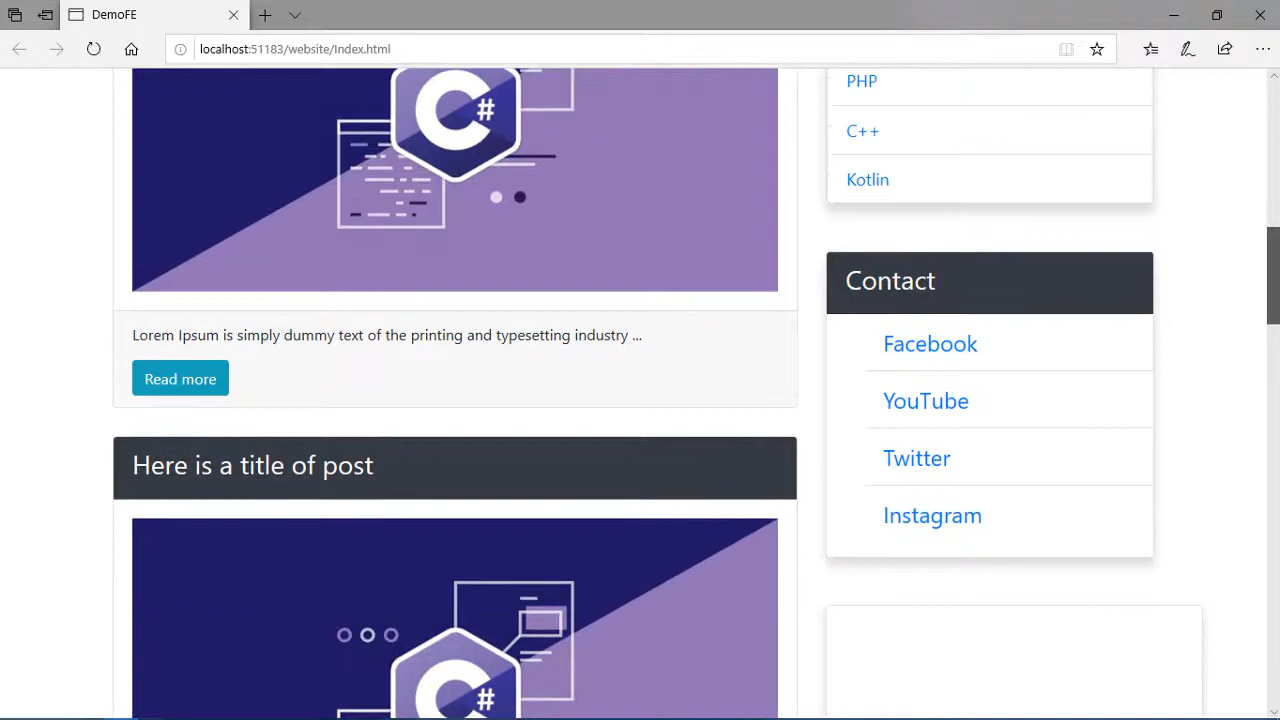 DemoFE
localhost:51183/website/Index.html
C#
Lorem Ipsum is simply dummy text of the printing and typesetting industry ...
Read more
Here is a title of post
C#
PHP
C++
Kotlin
Contact
Facebook
YouTube
Twitter
Instagram